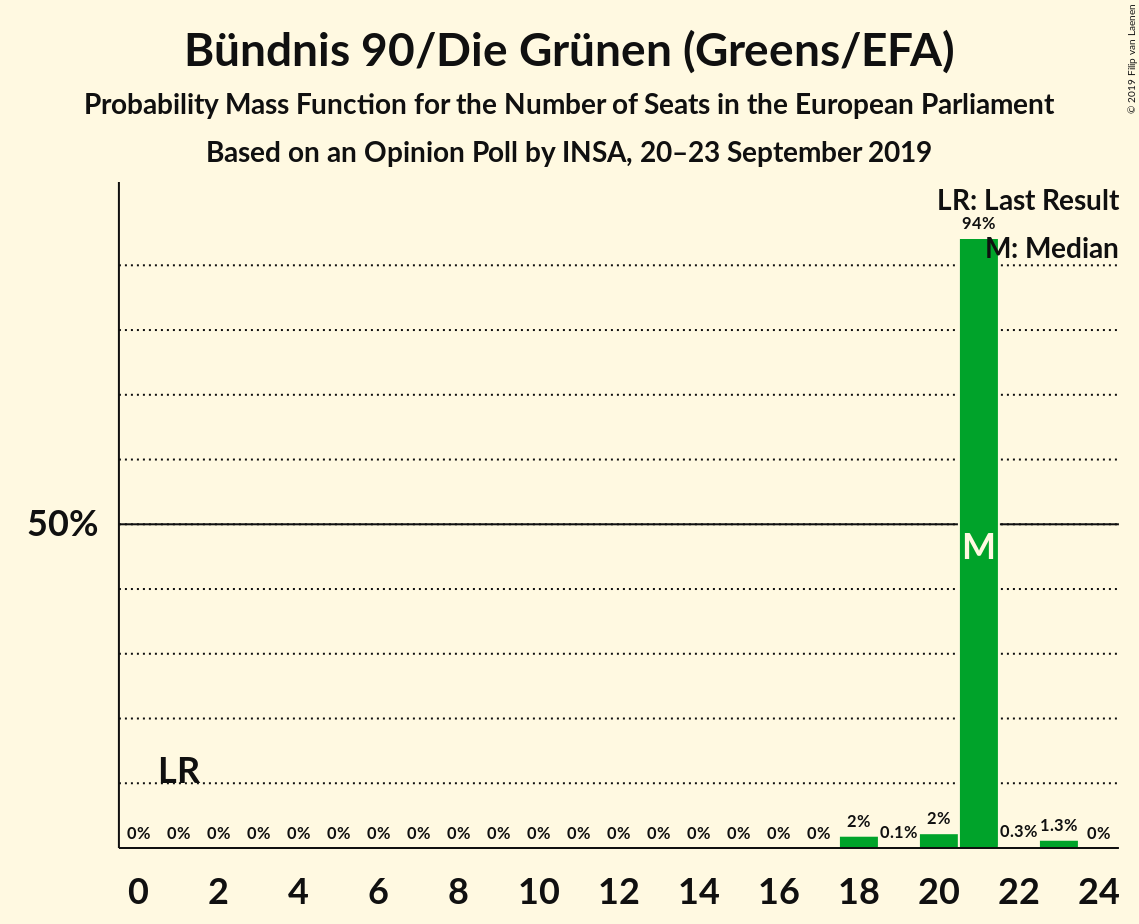 Bündnis 90/Die Grünen (Greens/EFA)
Probability Mass Function for the Number of Seats in the European Parliament
Based on an Opinion Poll by INSA, 20–23 September 2019
© 2019 Filip van Laenen
LR: Last Result
94%
M: Median
50%
M
LR
0% 0% 0% 0% 0% 0% 0% 0% 0% 0% 0% 0% 0% 0% 0% 0% 0% 0% 2% 0.1% 2% 0.3% 1.3% 0%
0 2 4 6 8 10 12 14 16 18 20 22 24